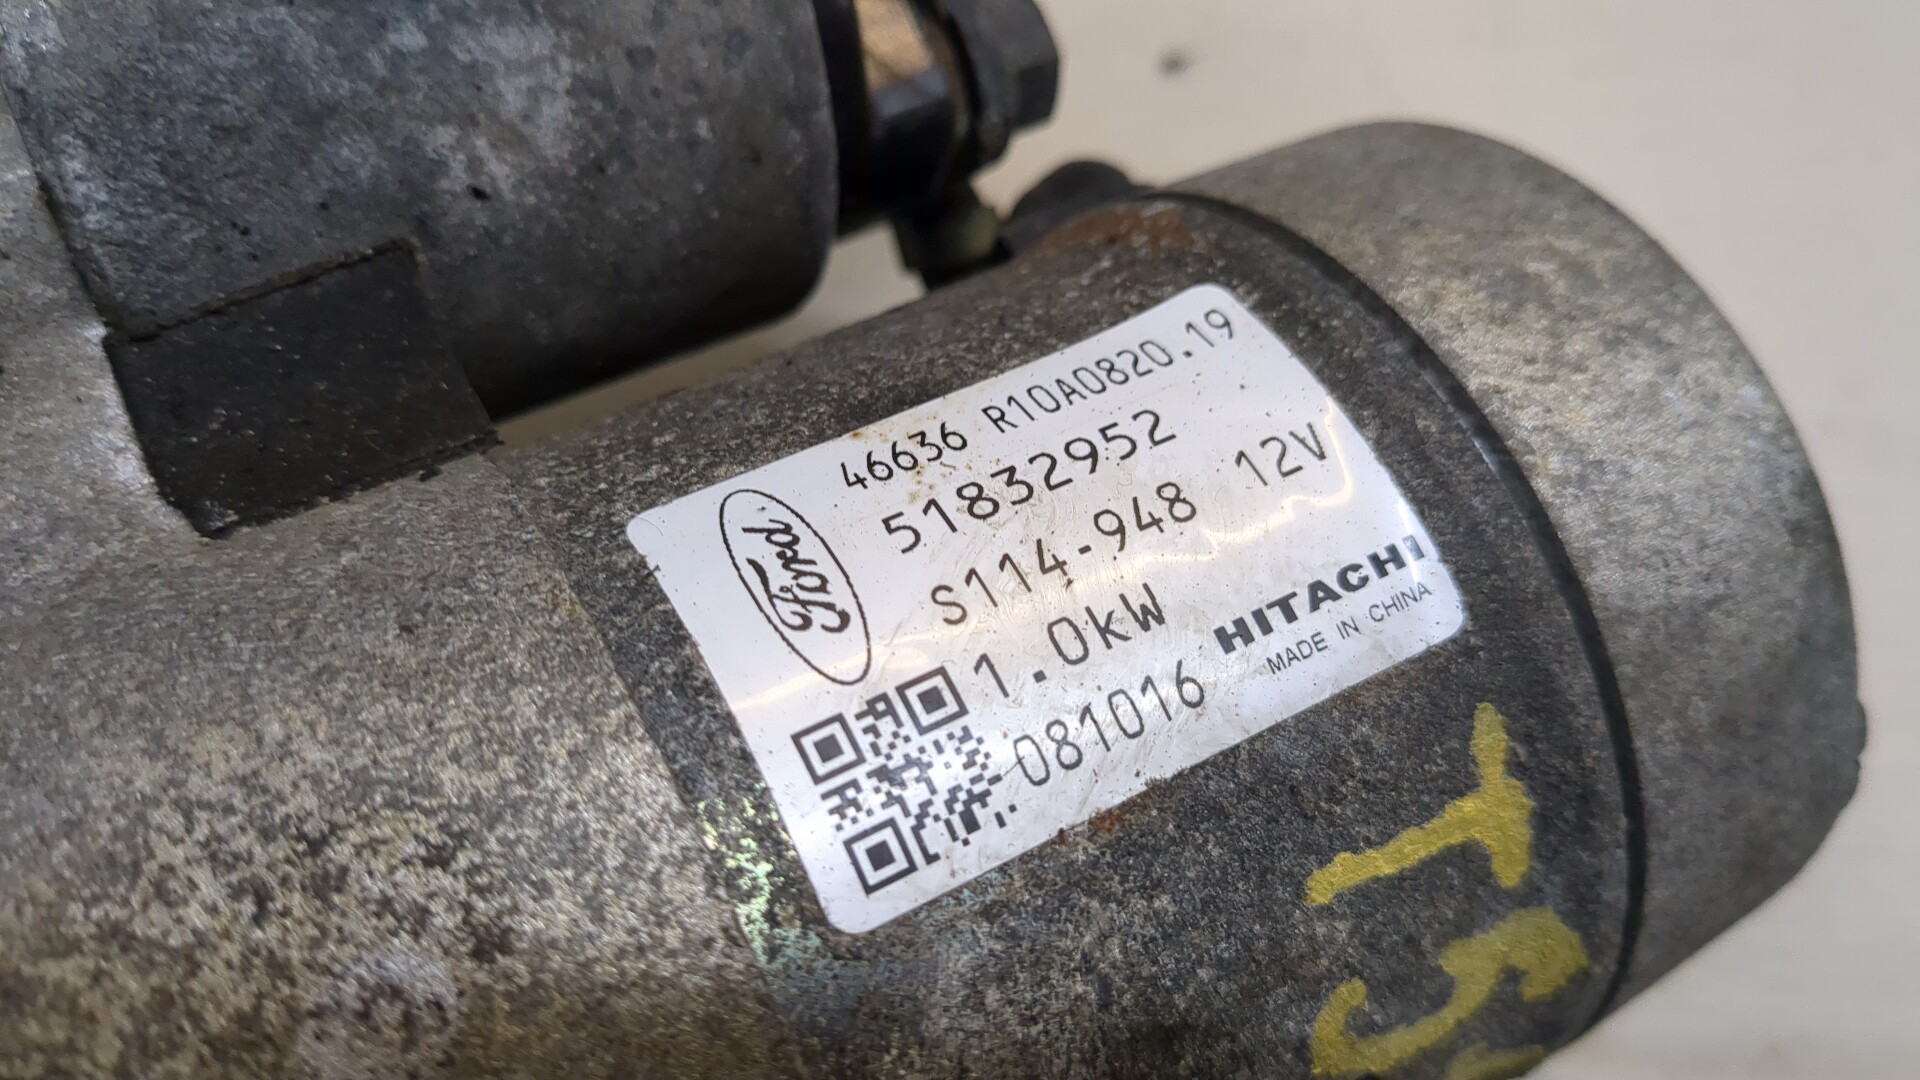 46636 R10A0820.19
51832952
S114-948 12V
1.0kW
081016
HITACHI
MADE IN CHINA
Ford